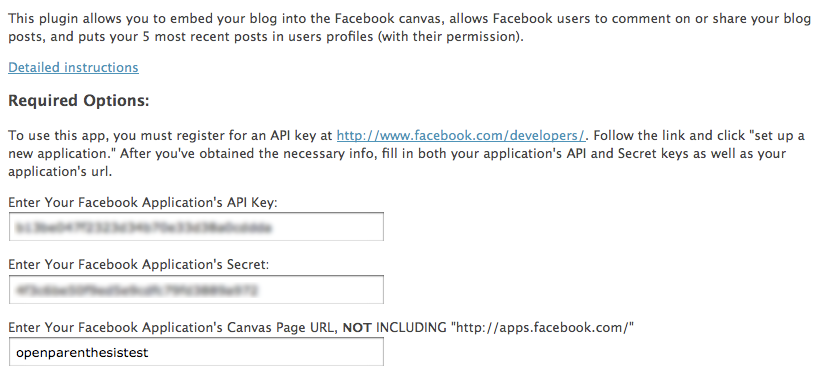 This plugin allows you to embed your blog into the Facebook canvas, allows Facebook users to comment on or share your blog
posts, and puts your 5 most recent posts in users profiles (with their permission).
Detailed instructions
Required Options:
To use this app, you must register for an API key at http://www.facebook.com/developers/. Follow the link and click "set up a
new application." After you've obtained the necessary info, fill in both your application's API and Secret keys as well as your
application's url.
Enter Your Facebook Application's API Key:
Enter Your Facebook Application's Secret:
Enter Your Facebook Application's Canvas Page URL, NOT INCLUDING "http://apps.facebook.com/"
openparenthesistest